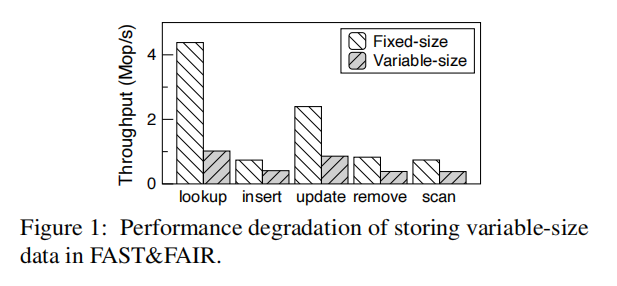 Throughput (Mop/s)
4
2
0
Fixed-size
Variable-size
lookup insert update remove scan
Figure 1: Performance degradation of storing variable-size
data in FAST&FAIR.